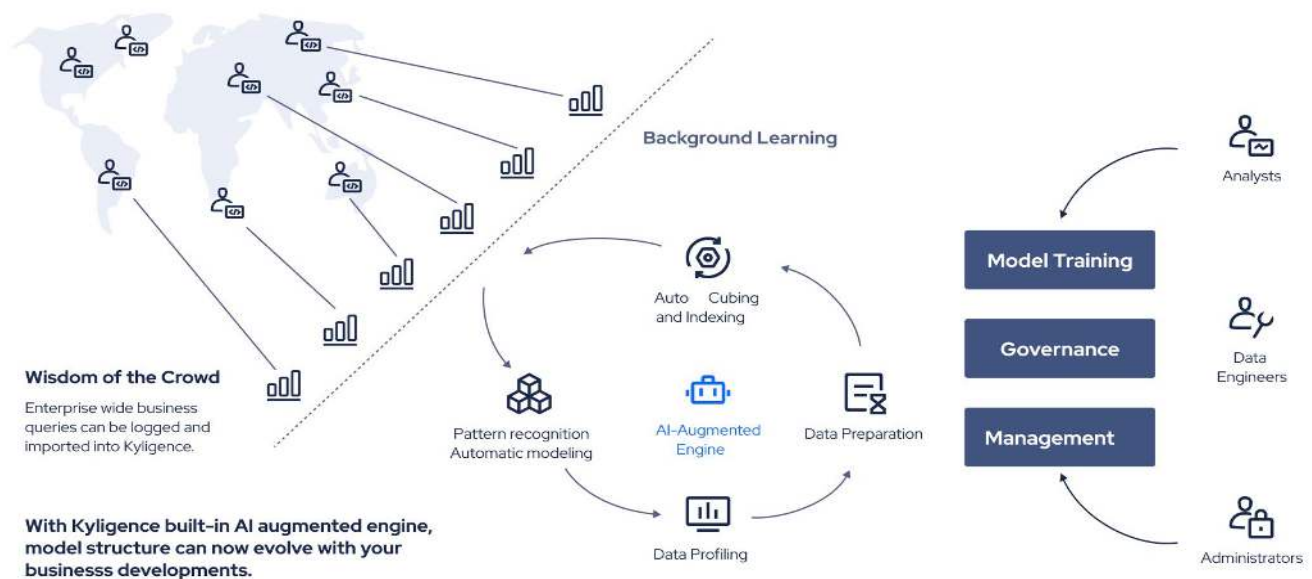 Background Learning
Analysts
Model Training
Auto Cubing
and Indexing
Governance
Data
Engineers
Wisdom of the Crowd
Enterprise wide business
queries can be logged and
imported into Kyligence.
Pattern recognition
Automatic modeling
AI-Augmented
Engine
Data Preparation
Management
With Kyligence built-in AI augmented engine,
model structure can now evolve with your
businesss developments.
Data Profiling
Administrators